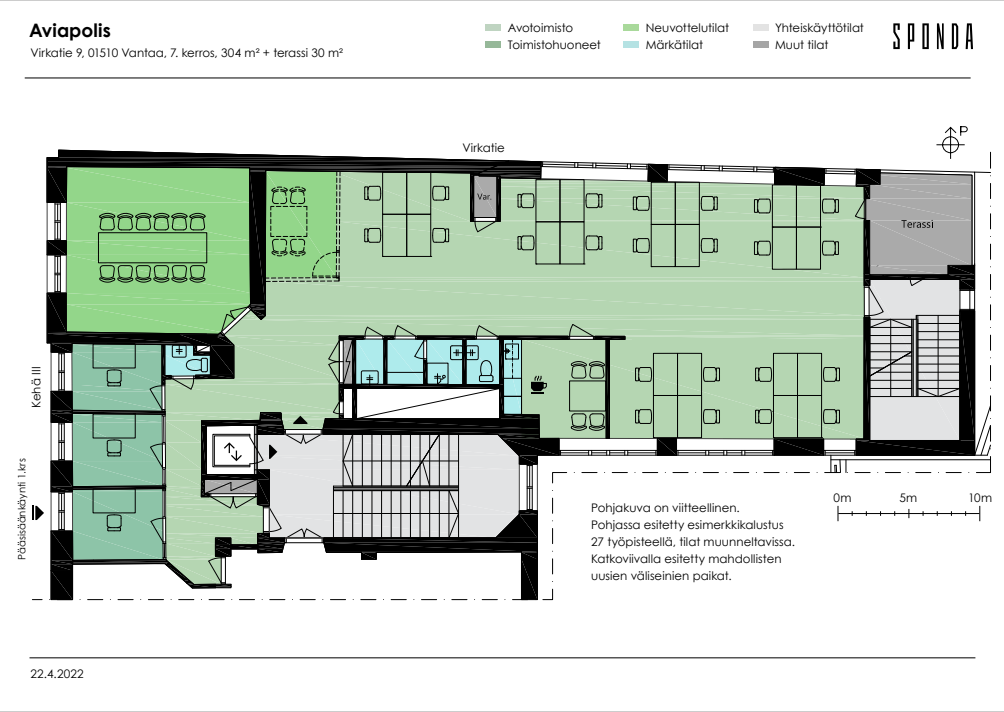 Aviapolis
Virkatie 9, 01510 Vantaa, 7. kerros, 304 m² + terassi 30 m²
Avotoimisto
Toimistohuoneet
Neuvottelutilat
Märkätilat
Yhteiskäyttötilat
Muut tilat
SPONDA
P
Virkatie
Var.
Terassi
Kehä III
Pääsisäänkäynti 1.krs
0m 5m 10m
Pohjakuva on viitteellinen.
Pohjassa esitetty esimerkkikalustus
27 työpisteellä, tilat muunneltavissa.
Katkoviivalla esitetty mahdollisten
uusien väliseinien paikat.
22.4.2022